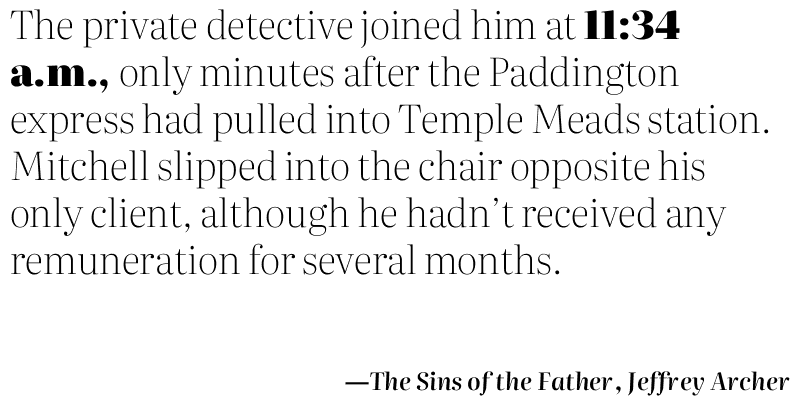 The private detective joined him at 11:34
a.m., only minutes after the Paddington
express had pulled into Temple Meads station.
Mitchell slipped into the chair opposite his
only client, although he hadn't received any
remuneration for several months.
—The Sins of the Father, Jeffrey Archer